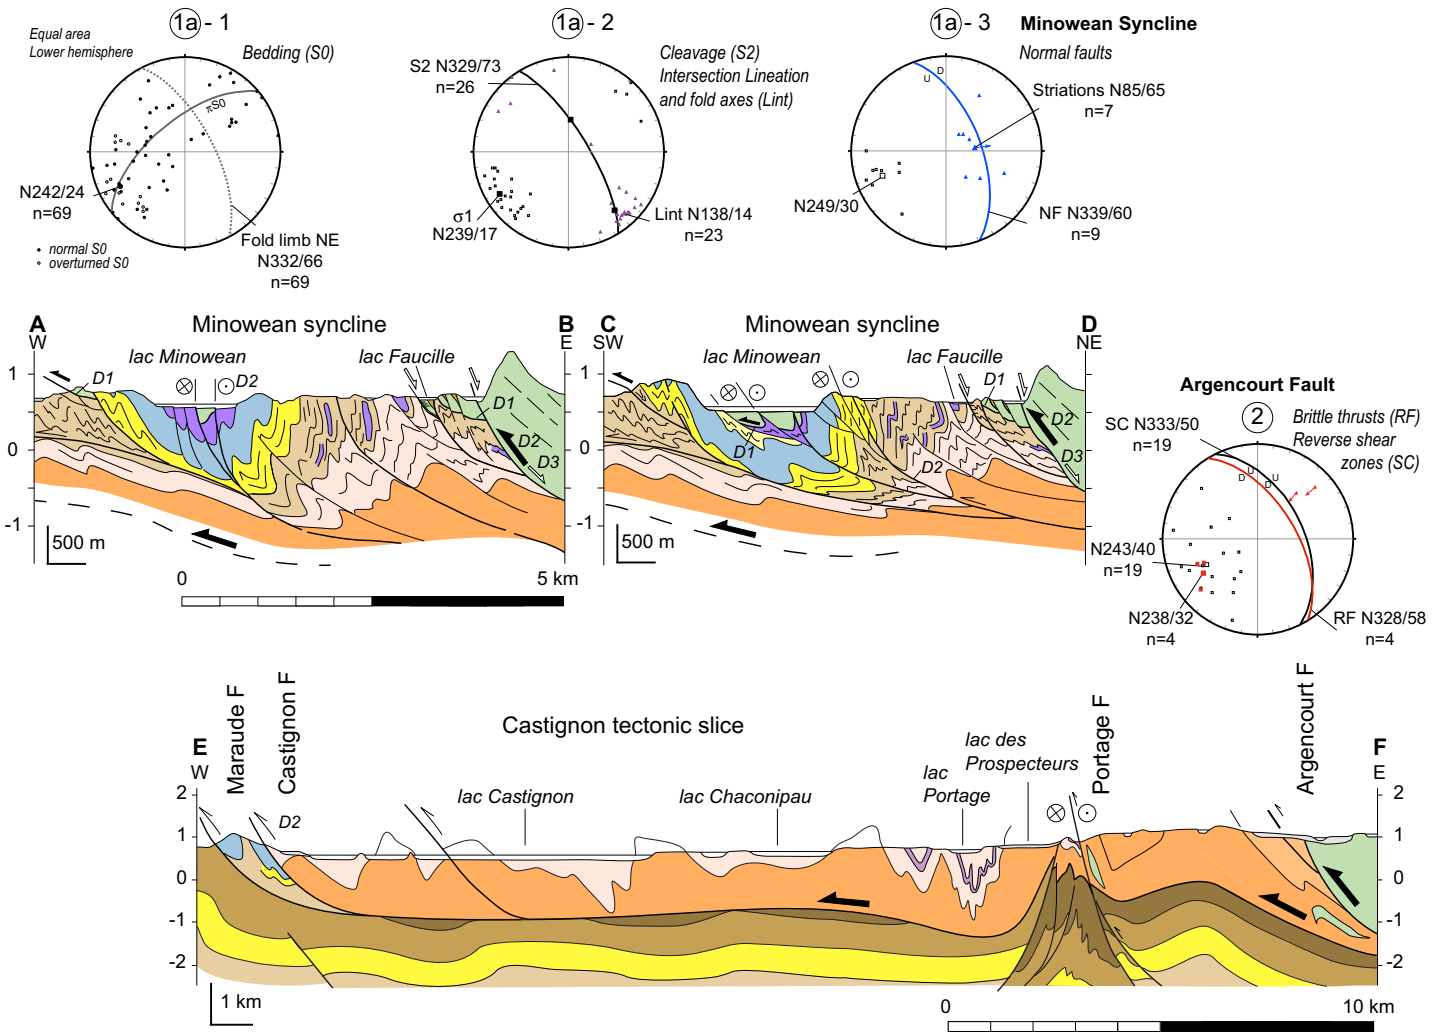 1a - 1
1a - 2
1a - 3
Minowean Syncline
Equal area
Lower hemisphere
Bedding (S0)
Cleavage (S2)
Intersection Lineation
and fold axes (Lint)
Normal faults
πS0
N242/24
n=69
Fold limb NE
N332/66
n=69
normal S0
overturned S0
S2 N329/73
n=26
σ1
N239/17
Lint N138/14
n=23
U
D
Striations N85/65
n=7
N249/30
NF N339/60
n=9
A
W
Minowean syncline
B
E
lac Minowean
lac Faucille
D1
D2
D1
D2
D3
1
0
-1
500 m
0
5 km
C
SW
Minowean syncline
D
NE
lac Minowean
lac Faucille
D1
D1
D2
D2
D3
1
0
-1
500 m
Argencourt Fault
2
Brittle thrusts (RF)
Reverse shear
zones (SC)
SC N333/50
n=19
U
D
U
D
N243/40
n=19
N238/32
n=4
RF N328/58
n=4
E
W
Maraude F
Castignon F
Castignon tectonic slice
Portage F
Argencourt F
F
E
D2
lac Castignon
lac Chaconipau
lac
Portage
lac des
Prospecteurs
2
1
0
-1
-2
2
1
0
-1
-2
1 km
0
10 km